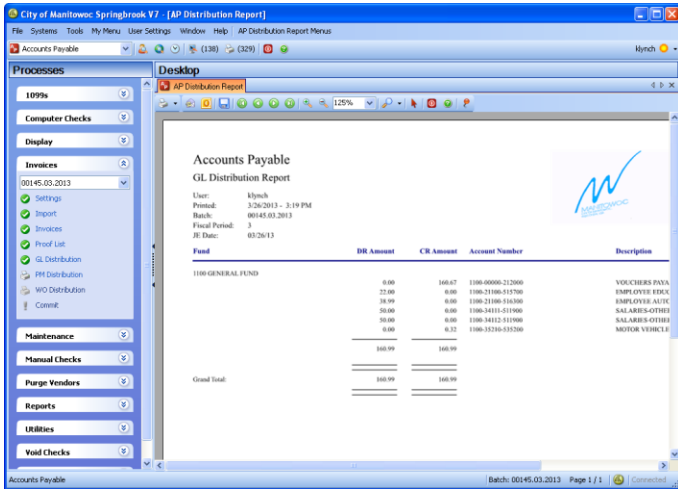 City of Manitowoc Springbrook V7 - [AP Distribution Report]
File Systems Tools My Menu User Settings Window Help AP Distribution Report Menus
Accounts Payable (138) (329) klynch
Processes
Desktop
AP Distribution Report
125%
1099s
Computer Checks
Display
Invoices
00145.03.2013
Settings
Import
Invoices
Proof List
GL Distribution
PM Distribution
WO Distribution
Commit
Maintenance
Manual Checks
Purge Vendors
Reports
Utilities
Void Checks
Accounts Payable
GL Distribution Report
MANITOWOC
User: klynch
Printed: 3/26/2013 - 3:19 PM
Batch: 00145.03.2013
Fiscal Period: 3
JE Date: 03/26/13
Fund DR Amount CR Amount Account Number Description
1100 GENERAL FUND
0.00 160.67 1100-00000-212000 VOUCHERS PAYA
22.00 0.00 1100-21100-515700 EMPLOYEE EDUC
38.99 0.00 1100-21100-516300 EMPLOYEE AUTO
50.00 0.00 1100-34111-511900 SALARIES-OTHER
50.00 0.00 1100-34112-511900 SALARIES-OTHER
0.00 0.32 1100-35210-535200 MOTOR VEHICLE
160.99 160.99
Grand Total: 160.99 160.99
Accounts Payable Batch: 00145.03.2013 Page 1 / 1 Connected